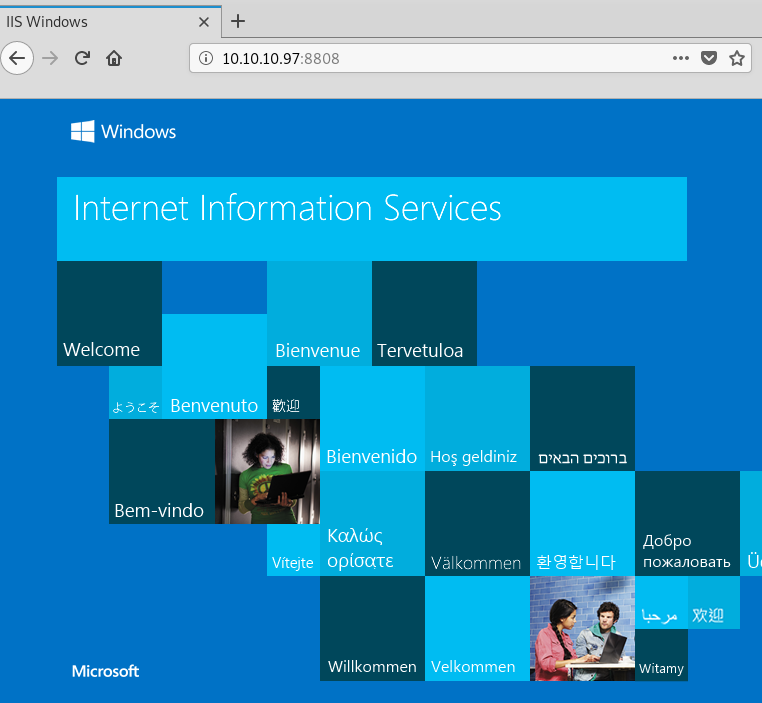 IIS Windows
10.10.10.97:8808
Windows
Internet Information Services
Welcome
Bienvenue
Tervetuloa
ようこそ
Benvenuto
歡迎
Bienvenido
Hoş geldiniz
ברוכים הבאים
Bem-vindo
Vítejte
Καλώς
ορίσατε
Välkommen
환영합니다
Добро
пожаловать
Üd
مرحبا
欢迎
Willkommen
Velkommen
Witamy
Microsoft